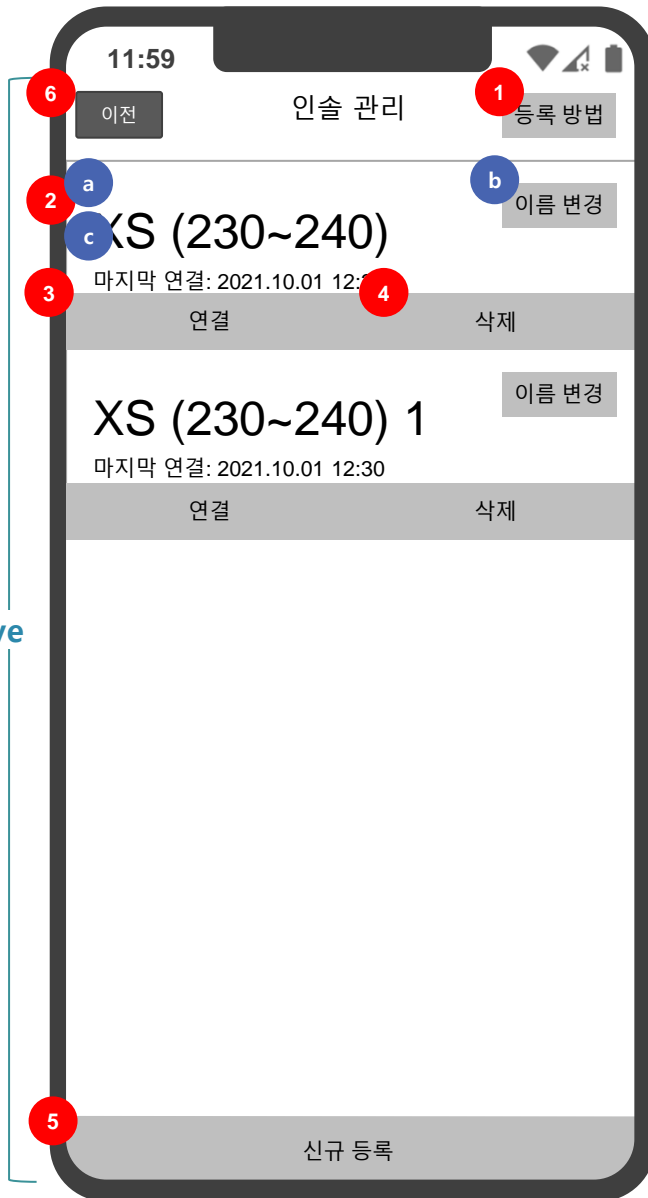 11:59
6
이전
인솔 관리
1
등록 방법
2
a
b
이름 변경
c
XS (230~240)
마지막 연결: 2021.10.01
3
4
연결
삭제
이름 변경
XS (230~240) 1
마지막 연결: 2021.10.01 12:30
연결
삭제
5
신규 등록